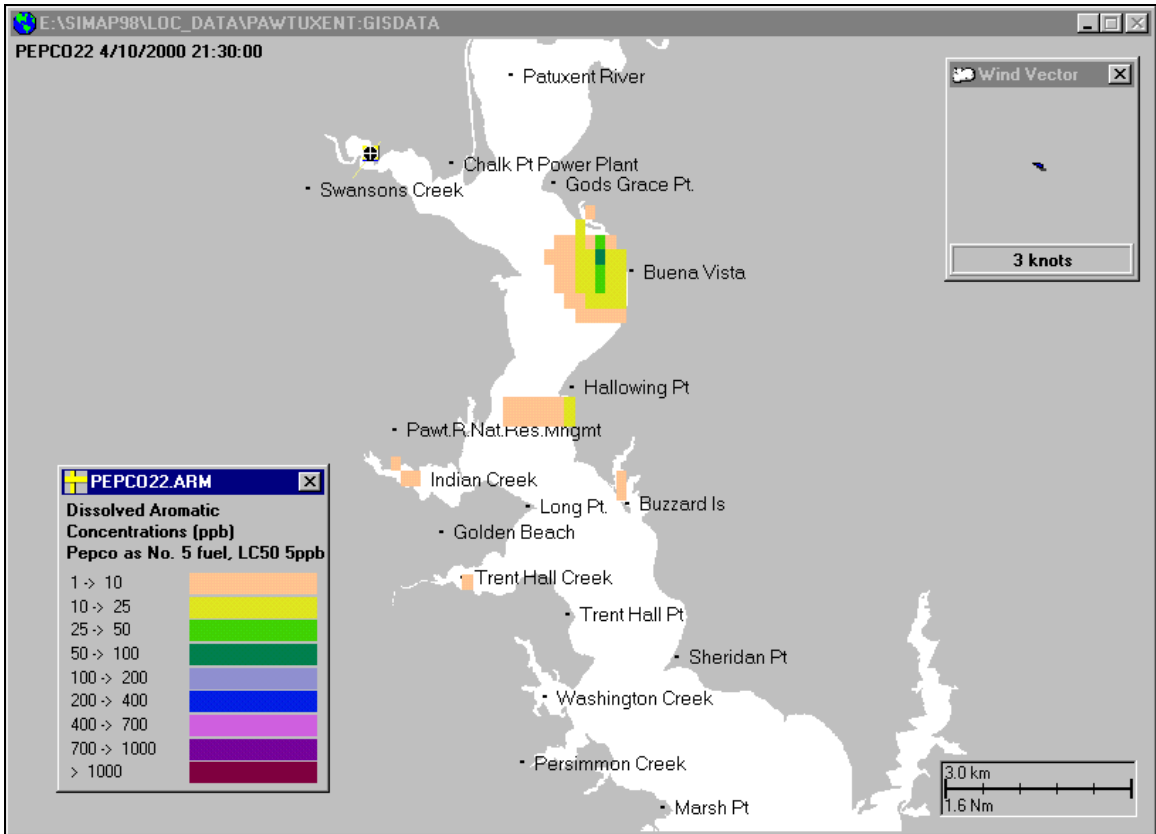 E:\SIMAP98\LOC_DATA\PAWTUXENT:GISDATA
PEPCO22 4/10/2000 21:30:00
Wind Vector
3 knots
Patuxent River
Chalk Pt Power Plant
Gods Grace Pt.
Swansons Creek
Buena Vista
Hallowing Pt
Pawt.R.Nat.Res.Mngmt
Indian Creek
Buzzard Is
Long Pt.
Golden Beach
Trent Hall Creek
Trent Hall Pt
Sheridan Pt
Washington Creek
Persimmon Creek
Marsh Pt
PEPCO22.ARM
Dissolved Aromatic
Concentrations (ppb)
Pepco as No. 5 fuel, LC50 5ppb
1 -> 10
10 -> 25
25 -> 50
50 -> 100
100 -> 200
200 -> 400
400 -> 700
700 -> 1000
> 1000
3.0 km
1.6 Nm